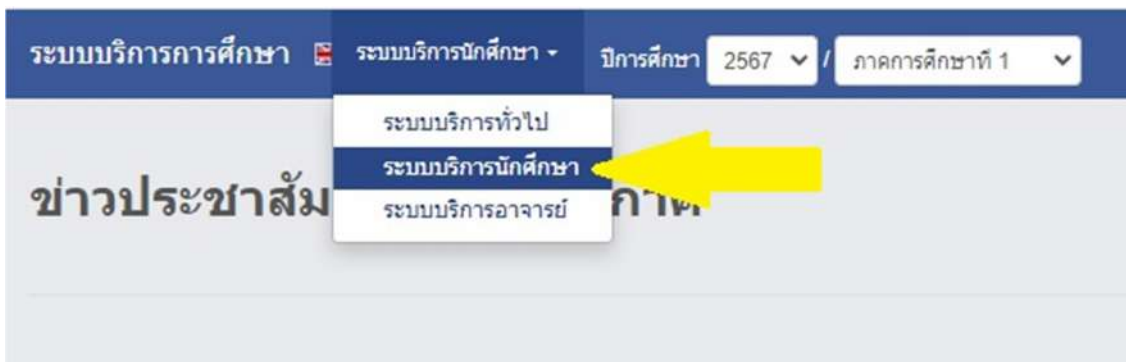 ระบบบริการการศึกษา ระบบบริการนักศึกษา ปีการศึกษา 2567 / ภาคการศึกษาที่ 1
ระบบบริการทั่วไป
ระบบบริการนักศึกษา
ระบบบริการอาจารย์
ข่าวประชาสัม